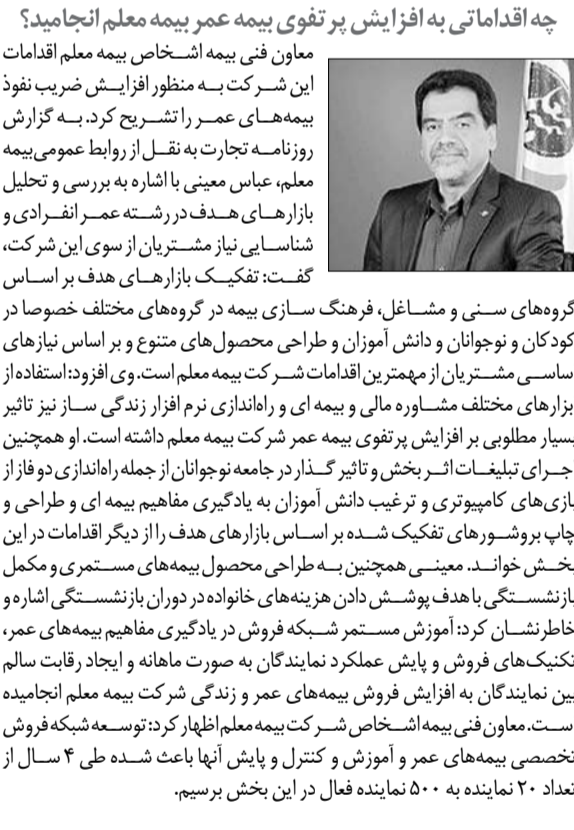 چه اقداماتی به افزایش پرتفوی بیمه عمر بیمه معلم انجامید؟
معاون فنی بیمه اشخاص بیمه معلم اقدامات
این شرکت به منظور افزایش ضریب نفوذ
بیمه‌های عمر را تشریح کرد. به گزارش
روزنامه تجارت به نقل از روابط عمومی بیمه
معلم، عباس معینی با اشاره به بررسی و تحلیل
بازارهای هدف در رشته عمر انفرادی و
شناسایی نیاز مشتریان از سوی این شرکت،
گفت: تفکیک بازارهای هدف بر اساس
گروه‌های سنی و مشاغل، فرهنگ سازی بیمه در گروه‌های مختلف خصوصا در
کودکان و نوجوانان و دانش آموزان و طراحی محصول‌های متنوع و بر اساس نیازهای
ساسی مشتریان از مهمترین اقدامات شرکت بیمه معلم است. وی افزود: استفاده از
بزارهای مختلف مشاوره مالی و بیمه ای و راه‌اندازی نرم افزار زندگی ساز نیز تاثیر
بسیار مطلوبی بر افزایش پرتفوی بیمه عمر شرکت بیمه معلم داشته است. او همچنین
اجرای تبلیغات اثر بخش و تاثیر گذار در جامعه نوجوانان از جمله راه‌اندازی دو فاز از
بازی‌های کامپیوتری و ترغیب دانش آموزان به یادگیری مفاهیم بیمه ای و طراحی و
چاپ بروشورهای تفکیک شده بر اساس بازارهای هدف را از دیگر اقدامات در این
بخش خواند. معینی همچنین به طراحی محصول بیمه‌های مستمری و مکمل
بازنشستگی با هدف پوشش دادن هزینه‌های خانواده در دوران بازنشستگی اشاره و
خاطرنشان کرد: آموزش مستمر شبکه فروش در یادگیری مفاهیم بیمه‌های عمر،
تکنیک‌های فروش و پایش عملکرد نمایندگان به صورت ماهانه و ایجاد رقابت سالم
بین نمایندگان به افزایش فروش بیمه‌های عمر و زندگی شرکت بیمه معلم انجامیده
ست. معاون فنی بیمه اشخاص شرکت بیمه معلم اظهار کرد: توسعه شبکه فروش
تخصصی بیمه‌های عمر و آموزش و کنترل و پایش آنها باعث شده طی ۴ سال از
تعداد ۲۰ نماینده به ۵۰۰ نماینده فعال در این بخش برسیم.